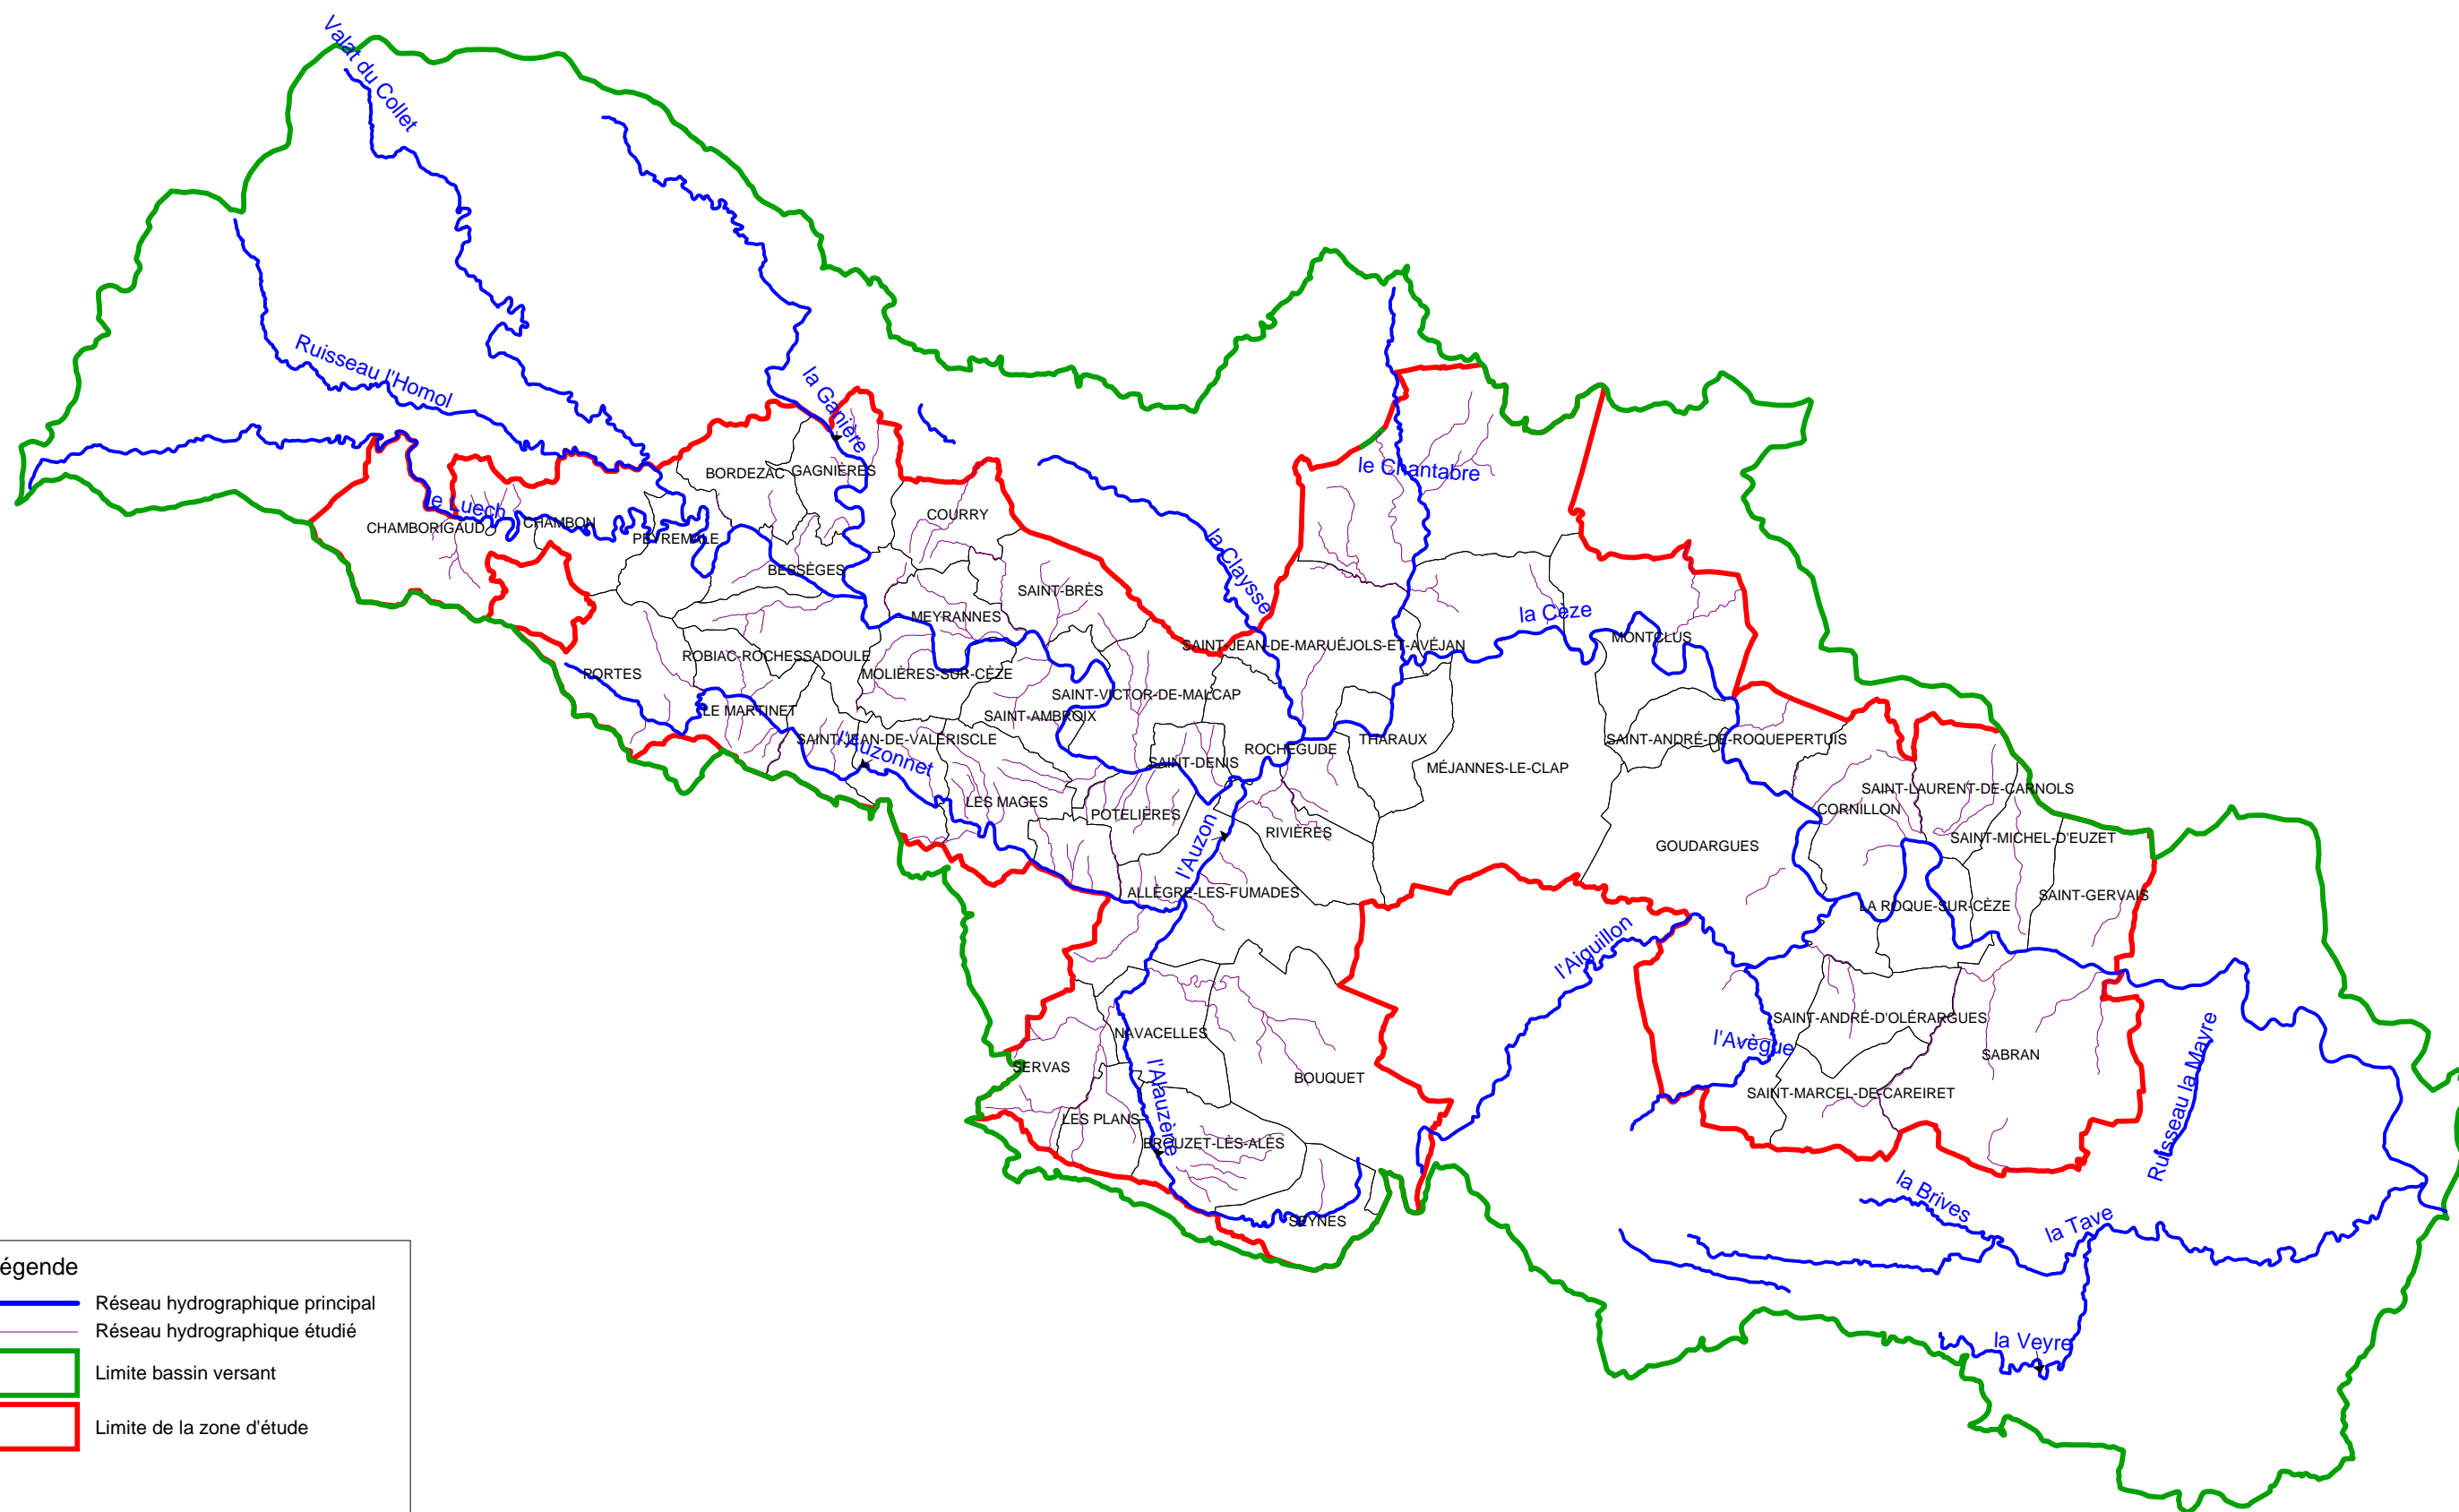 Valat du Collet
Ruisseau l'Homol
la Ganière
le Chantabre
BORDEZAC
GAGNIÈRES
le Luech
CHAMBORIGAUD
CHAMBON
PEYREMALE
COURRY
la Claysse
BESSÈGES
SAINT-BRÈS
MEYRANNES
la Cèze
MONTCLUS
SAINT-JEAN-DE-MARUÉJOLS-ET-AVÉJAN
ROBIAC-ROCHESSADOULE
PORTES
MOLIÈRES-SUR-CÈZE
SAINT-VICTOR-DE-MALCAP
LE MARTINET
SAINT-AMBROIX
SAINT-JEAN-DE-VALÉRISCLE
l'Auzonnet
ROCHEGUDE
THARAUX
SAINT-ANDRÉ-DE-ROQUEPERTUIS
SAINT-DENIS
MÉJANNES-LE-CLAP
SAINT-LAURENT-DE-CARNOLS
LES MAGES
CORNILLON
POTELIÈRES
l'Auzon
RIVIÈRES
SAINT-MICHEL-D'EUZET
GOUDARGUES
ALLÈGRE-LES-FUMADES
SAINT-GERVAIS
LA ROQUE-SUR-CÈZE
l'Aiguillon
SAINT-ANDRÉ-D'OLÉRARGUES
NAVACELLES
l'Avègue
SABRAN
Ruisseau la Mayre
SERVAS
l'Alauzène
BOUQUET
SAINT-MARCEL-DE-CAREIRET
LES PLANS
BROUZET-LÈS-ALÈS
la Brives
la Tave
SEYNES
la Veyre
égende
Réseau hydrographique principal
Réseau hydrographique étudié
Limite bassin versant
Limite de la zone d'étude